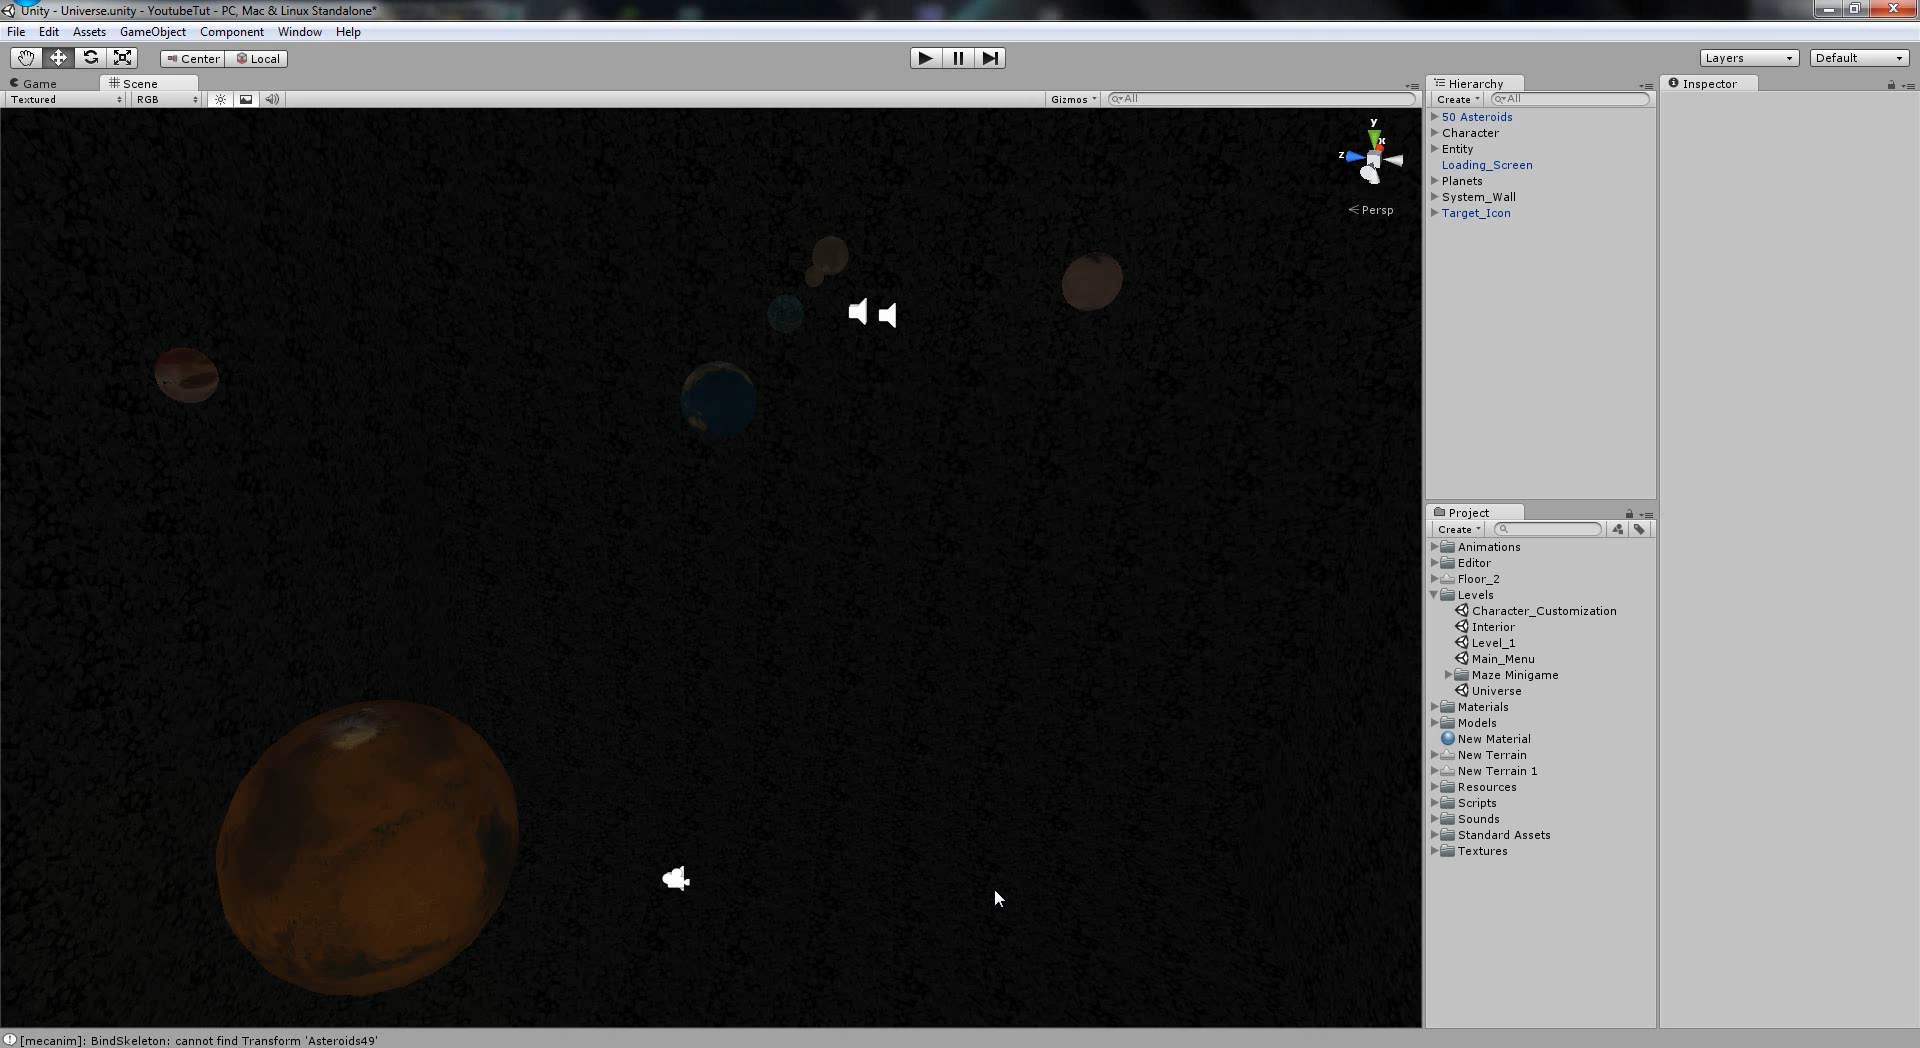 Unity - Universe.unity - YoutubeTut - PC, Mac & Linux Standalone*
File Edit Assets GameObject Component Window Help
Center Local Layers Default
Game Scene
Textured RGB Gizmos All
y
x
z
Persp
Hierarchy
Create All
50 Asteroids
Character
Entity
Loading_Screen
Planets
System_Wall
Target_Icon
Project
Create
Animations
Editor
Floor_2
Levels
Character_Customization
Interior
Level_1
Main_Menu
Maze Minigame
Universe
Materials
Models
New Material
New Terrain
New Terrain 1
Resources
Scripts
Sounds
Standard Assets
Textures
Inspector
[mecanim]: BindSkeleton: cannot find Transform 'Asteroids49'